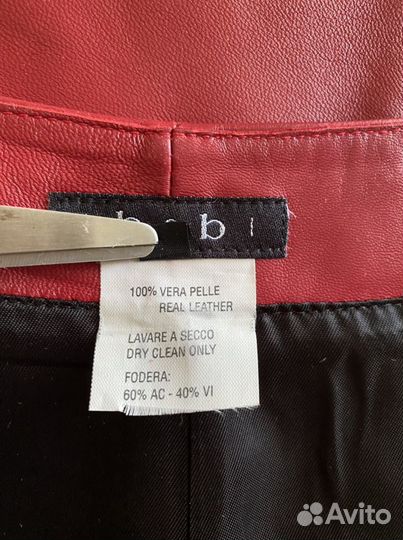 100% VERA PELLE
REAL LEATHER
LAVARE A SECCO
DRY CLEAN ONLY
FODERA:
60% AC - 40% VI
Avito